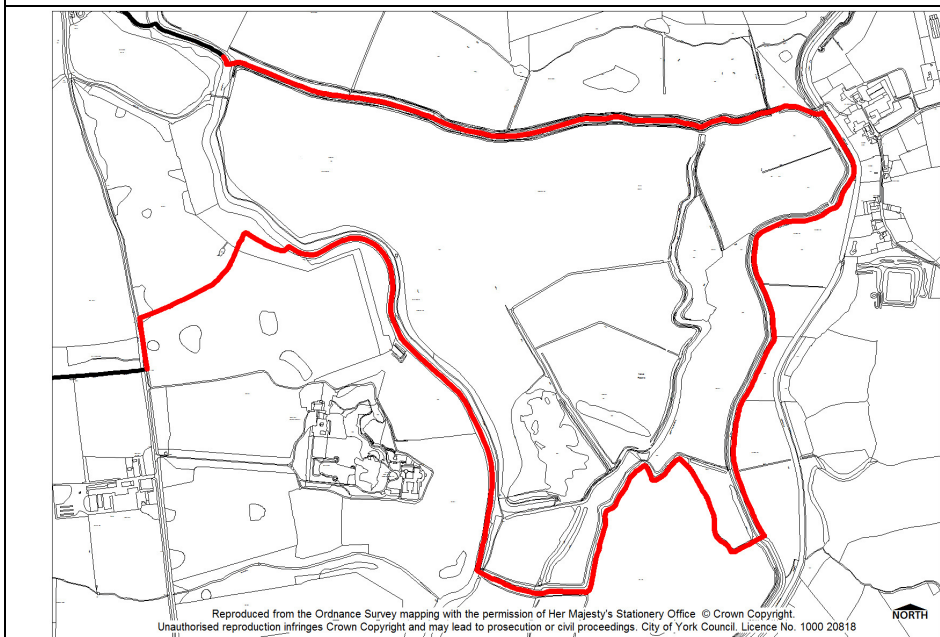 Reproduced from the Ordnance Survey mapping with the permission of Her Majesty's Stationery Office © Crown Copyright.
Unauthorised reproduction infringes Crown Copyright and may lead to prosecution or civil proceedings. City of York Council. Licence No. 1000 20818
NORTH